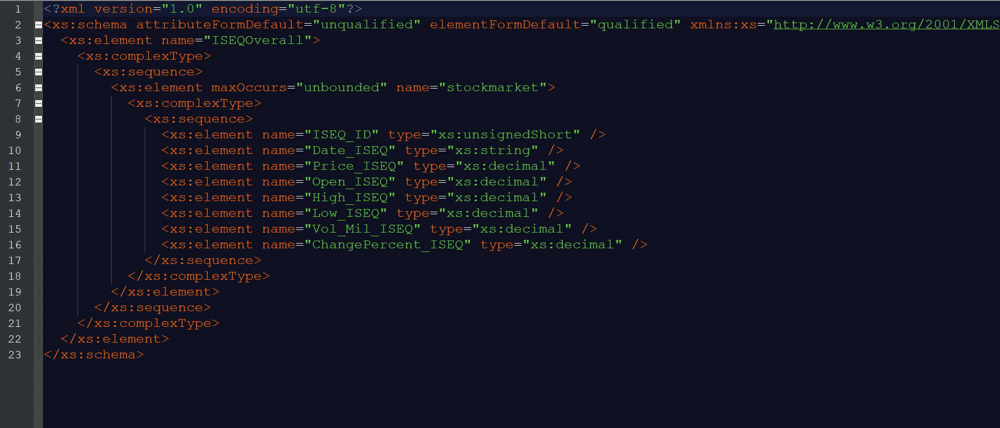 1 <?xml version="1.0" encoding="utf-8"?>
2 <xs:schema attributeFormDefault="unqualified" elementFormDefault="qualified" xmlns:xs="http://www.w3.org/2001/XMLS
3 <xs:element name="ISEQOverall">
4 <xs:complexType>
5 <xs:sequence>
6 <xs:element maxOccurs="unbounded" name="stockmarket">
7 <xs:complexType>
8 <xs:sequence>
9 <xs:element name="ISEQ_ID" type="xs:unsignedShort" />
10 <xs:element name="Date_ISEQ" type="xs:string" />
11 <xs:element name="Price_ISEQ" type="xs:decimal" />
12 <xs:element name="Open_ISEQ" type="xs:decimal" />
13 <xs:element name="High_ISEQ" type="xs:decimal" />
14 <xs:element name="Low_ISEQ" type="xs:decimal" />
15 <xs:element name="Vol_Mil_ISEQ" type="xs:decimal" />
16 <xs:element name="ChangePercent_ISEQ" type="xs:decimal" />
17 </xs:sequence>
18 </xs:complexType>
19 </xs:element>
20 </xs:sequence>
21 </xs:complexType>
22 </xs:element>
23 </xs:schema>